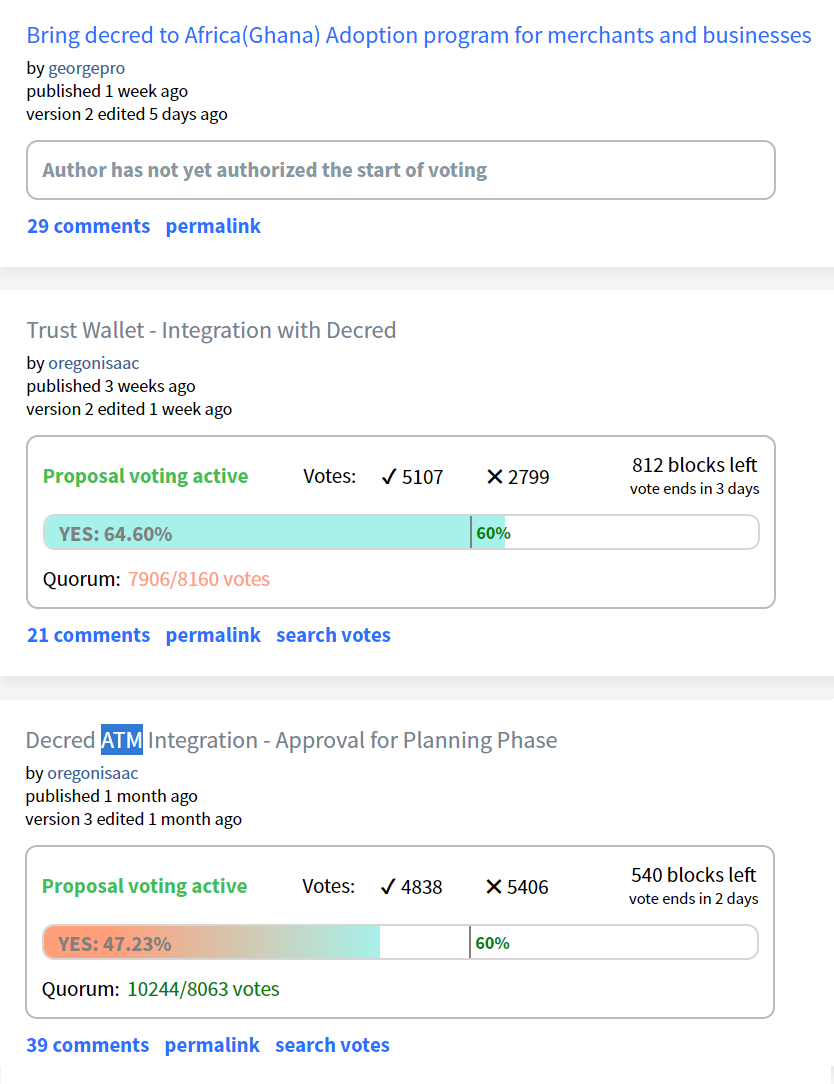 Bring decred to Africa(Ghana) Adoption program for merchants and businesses
by georgepro
published 1 week ago
version 2 edited 5 days ago
Author has not yet authorized the start of voting
29 comments permalink
Trust Wallet - Integration with Decred
by oregonisaac
published 3 weeks ago
version 2 edited 1 week ago
Proposal voting active Votes: ✓ 5107 ✕ 2799 812 blocks left
vote ends in 3 days
YES: 64.60% 60%
Quorum: 7906/8160 votes
21 comments permalink search votes
Decred ATM Integration - Approval for Planning Phase
by oregonisaac
published 1 month ago
version 3 edited 1 month ago
Proposal voting active Votes: ✓ 4838 ✕ 5406 540 blocks left
vote ends in 2 days
YES: 47.23% 60%
Quorum: 10244/8063 votes
39 comments permalink search votes